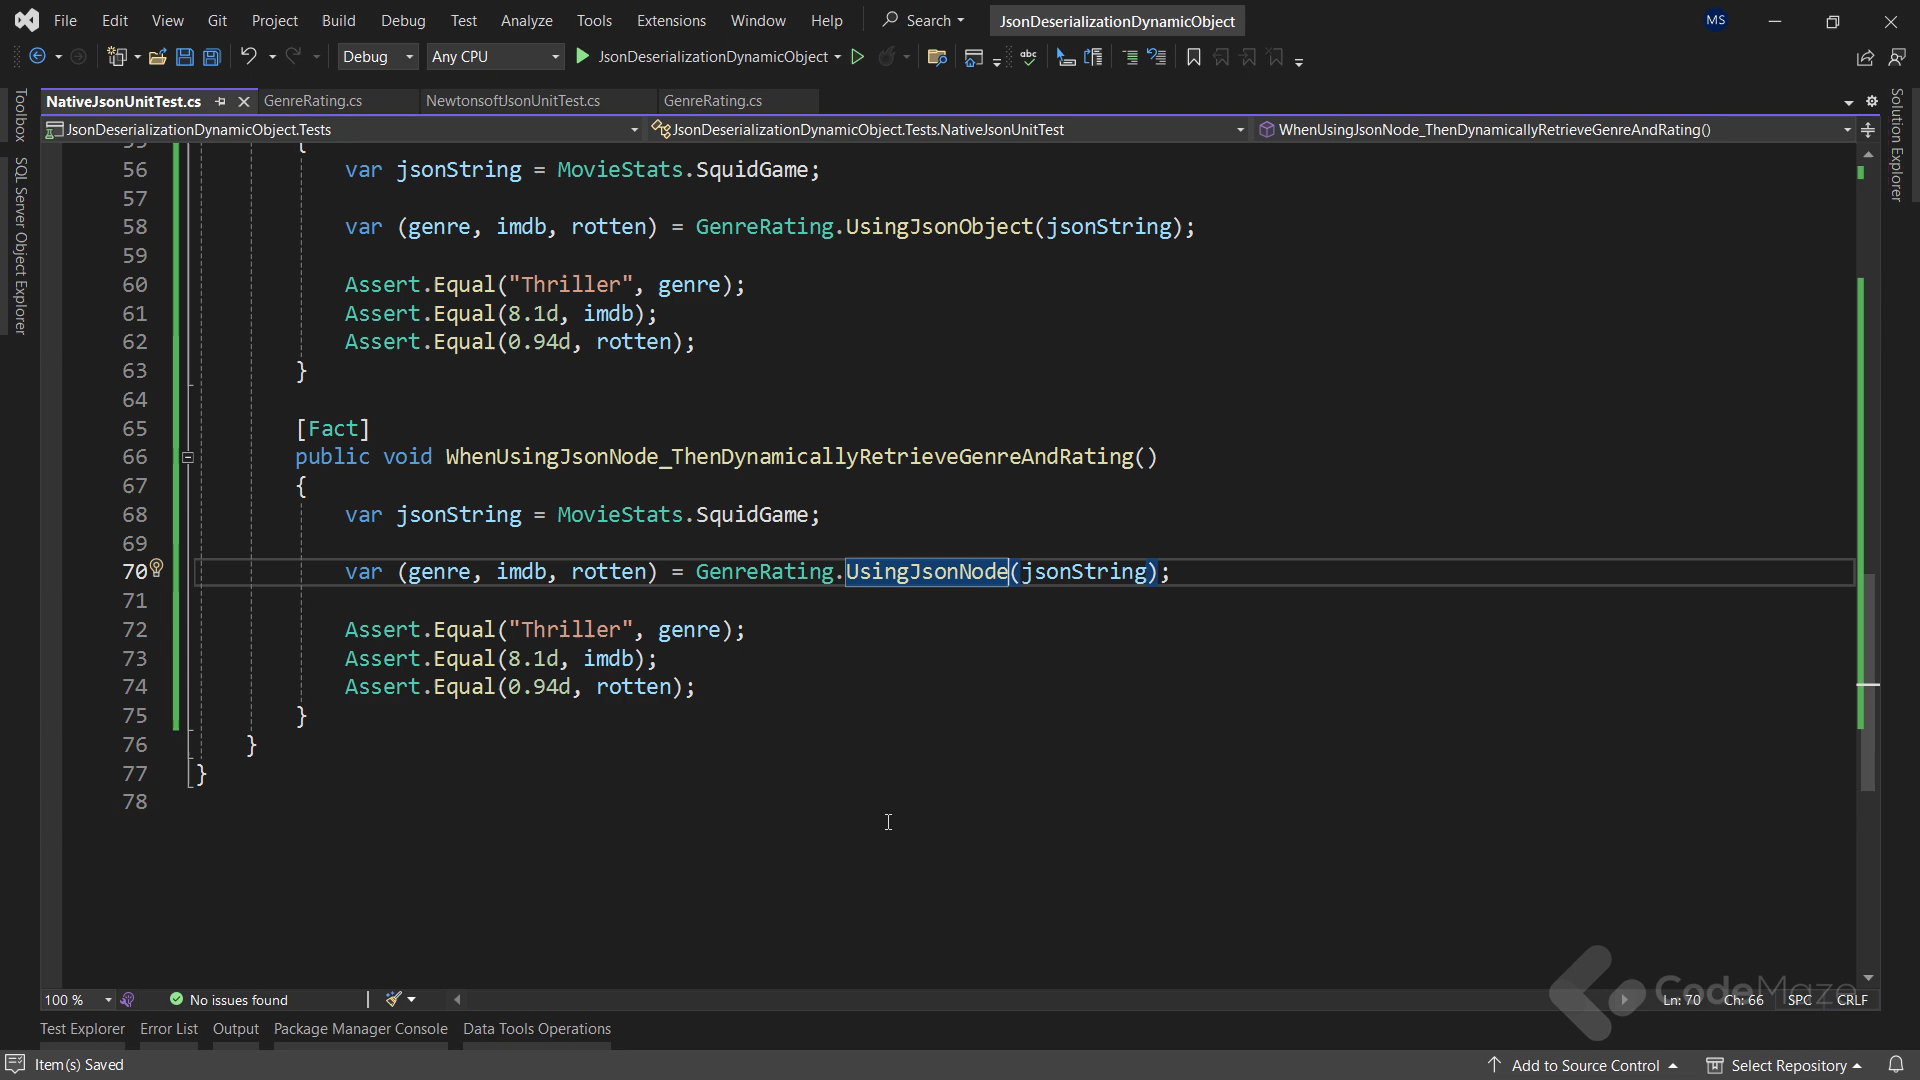 File Edit View Git Project Build Debug Test Analyze Tools Extensions Window Help Search JsonDeserializationDynamicObject MS
Debug Any CPU JsonDeserializationDynamicObject
NativeJsonUnitTest.cs GenreRating.cs NewtonsoftJsonUnitTest.cs GenreRating.cs
JsonDeserializationDynamicObject.Tests JsonDeserializationDynamicObject.Tests.NativeJsonUnitTest WhenUsingJsonNode_ThenDynamicallyRetrieveGenreAndRating()
Toolbox
SQL Server Object Explorer
Solution Explorer
55 {
56 var jsonString = MovieStats.SquidGame;
57
58 var (genre, imdb, rotten) = GenreRating.UsingJsonObject(jsonString);
59
60 Assert.Equal("Thriller", genre);
61 Assert.Equal(8.1d, imdb);
62 Assert.Equal(0.94d, rotten);
63 }
64
65 [Fact]
66 public void WhenUsingJsonNode_ThenDynamicallyRetrieveGenreAndRating()
67 {
68 var jsonString = MovieStats.SquidGame;
69
70 var (genre, imdb, rotten) = GenreRating.UsingJsonNode(jsonString);
71
72 Assert.Equal("Thriller", genre);
73 Assert.Equal(8.1d, imdb);
74 Assert.Equal(0.94d, rotten);
75 }
76 }
77 }
78
CodeMaze
100 % No issues found Ln: 70 Ch: 66 SPC CRLF
Test Explorer Error List Output Package Manager Console Data Tools Operations
Item(s) Saved Add to Source Control Select Repository